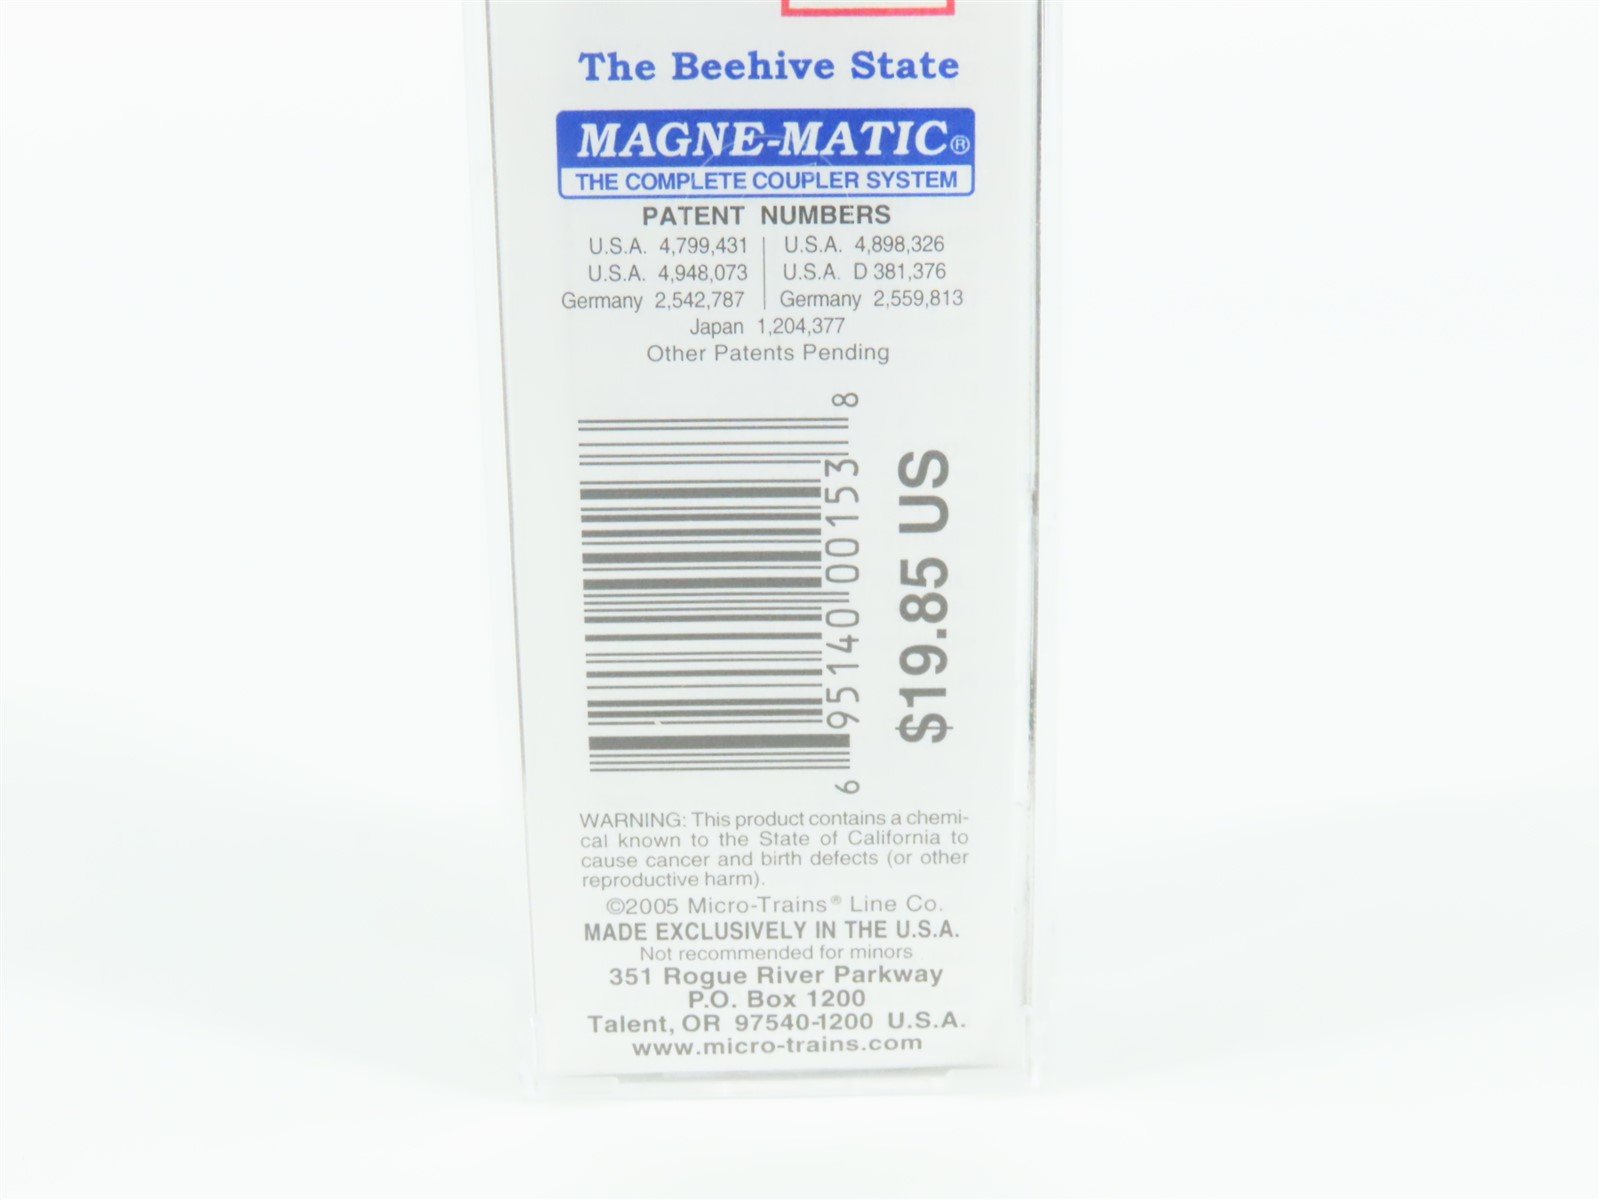 The Beehive State
MAGNE-MATIC®
THE COMPLETE COUPLER SYSTEM
PATENT NUMBERS
U.S.A. 4,799,431 | U.S.A. 4,898,326
U.S.A. 4,948,073 | U.S.A. D 381,376
Germany 2,542,787 | Germany 2,559,813
Japan 1,204,377
Other Patents Pending
6 95140 00153 8
$19.85 US
WARNING: This product contains a chemi-
cal known to the State of California to
cause cancer and birth defects (or other
reproductive harm).
©2005 Micro-Trains® Line Co.
MADE EXCLUSIVELY IN THE U.S.A.
Not recommended for minors
351 Rogue River Parkway
P.O. Box 1200
Talent, OR 97540-1200 U.S.A.
www.micro-trains.com